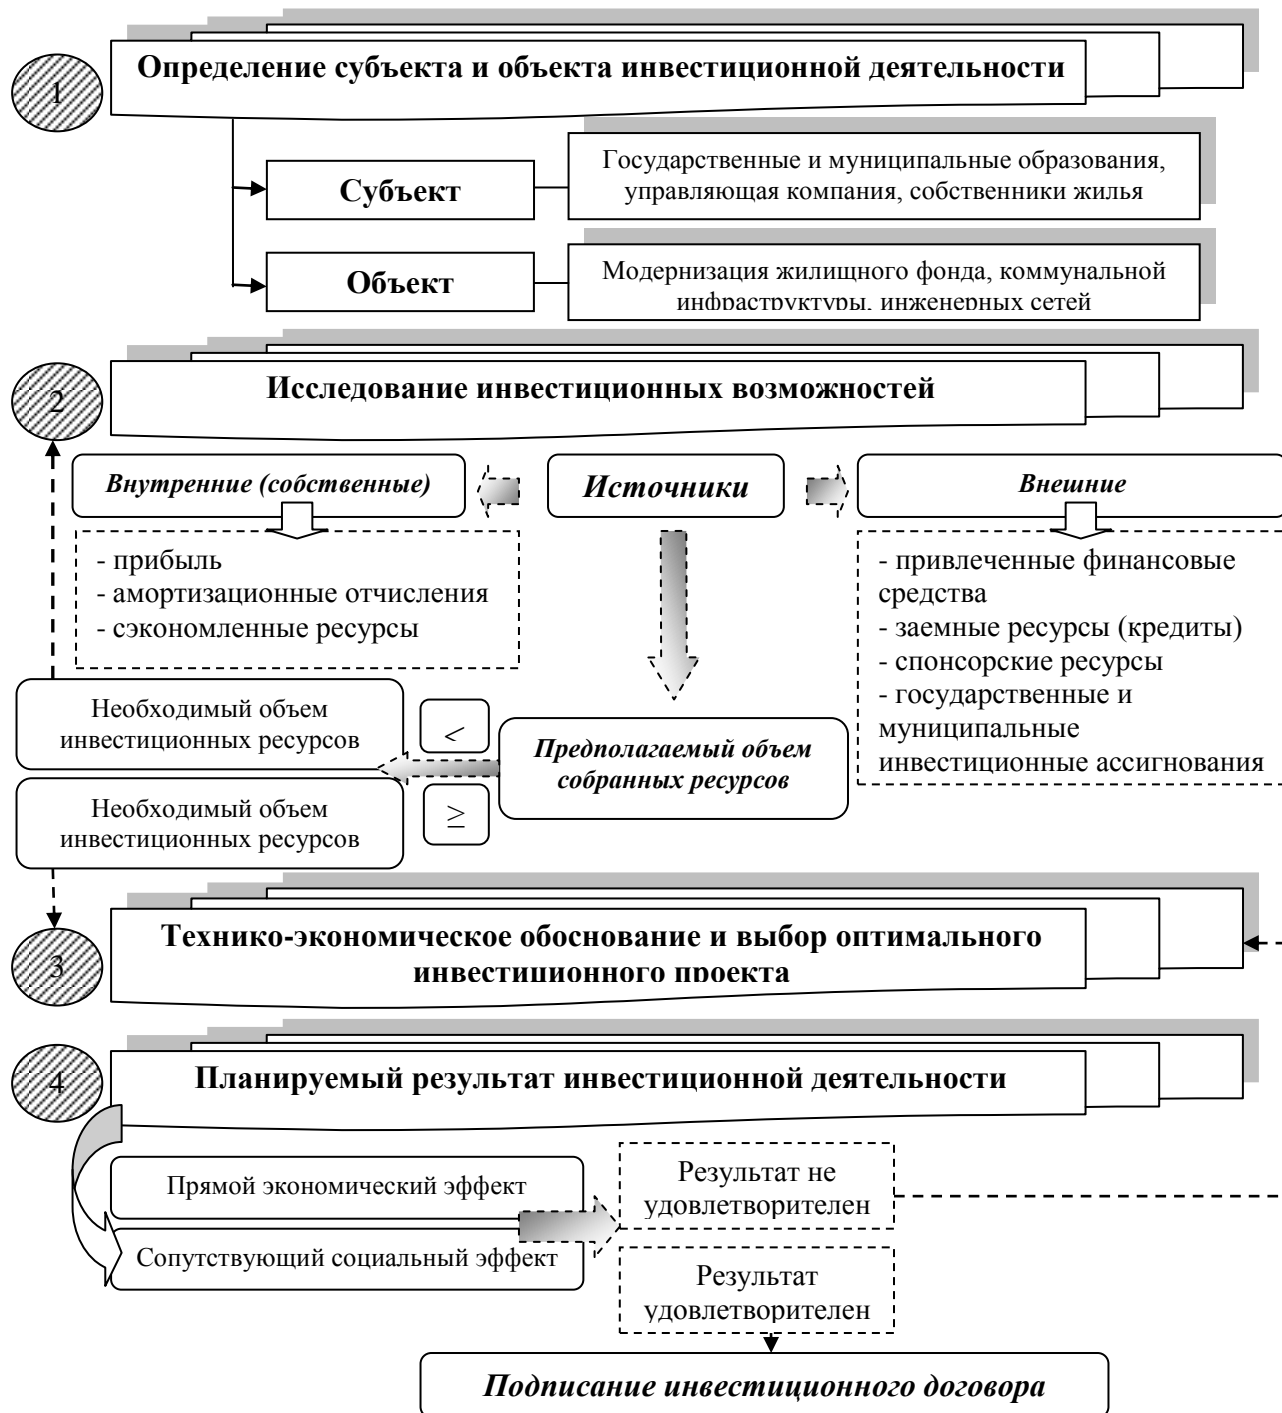 1
Определение субъекта и объекта инвестиционной деятельности
Субъект
Государственные и муниципальные образования,
управляющая компания, собственники жилья
Объект
Модернизация жилищного фонда, коммунальной
инфраструктуры, инженерных сетей
2
Исследование инвестиционных возможностей
Внутренние (собственные)
Источники
Внешние
- прибыль
- амортизационные отчисления
- сэкономленные ресурсы
- привлеченные финансовые
средства
- заемные ресурсы (кредиты)
- спонсорские ресурсы
- государственные и
муниципальные
инвестиционные ассигнования
Необходимый объем
инвестиционных ресурсов
<
Предполагаемый объем
собранных ресурсов
Необходимый объем
инвестиционных ресурсов
≥
3
Технико-экономическое обоснование и выбор оптимального
инвестиционного проекта
4
Планируемый результат инвестиционной деятельности
Прямой экономический эффект
Сопутствующий социальный эффект
Результат не
удовлетворителен
Результат
удовлетворителен
Подписание инвестиционного договора